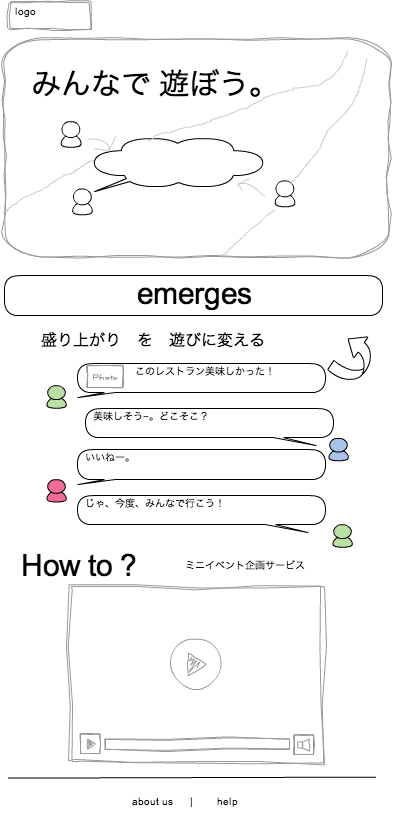 logo
みんなで 遊ぼう。
emerges
盛り上がり を 遊びに変える
Photo
このレストラン美味しかった！
美味しそう～。どこそこ？
いいねー。
じゃ、今度、みんなで行こう！
How to ?
ミニイベント企画サービス
about us | help